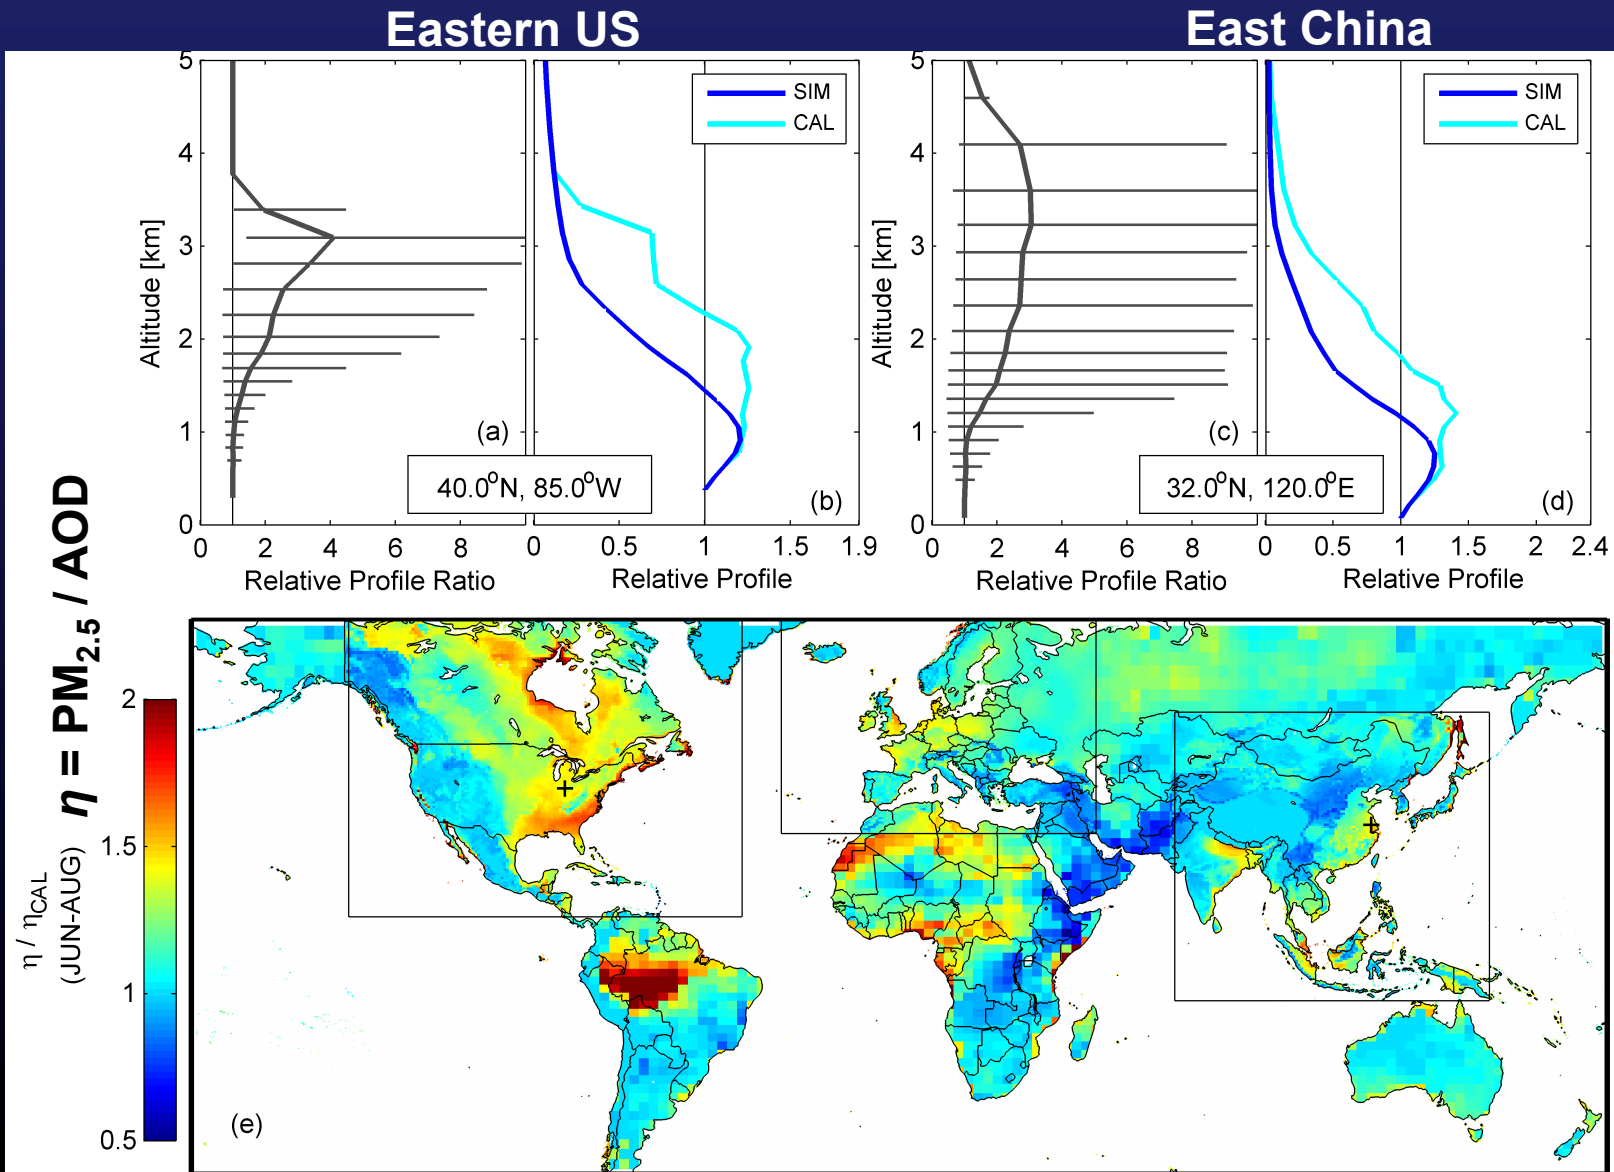 Eastern US
East China
5
4
3
2
1
0
Altitude [km]
(a)
0 2 4 6 8
Relative Profile Ratio
SIM
CAL
(b)
40.0°N, 85.0°W
0 0.5 1 1.5 1.9
Relative Profile
5
4
3
2
1
0
Altitude [km]
(c)
0 2 4 6 8
Relative Profile Ratio
SIM
CAL
(d)
32.0°N, 120.0°E
0 0.5 1 1.5 2 2.4
Relative Profile
η = PM2.5 / AOD
η / ηCAL
(JUN-AUG)
2
1.5
1
0.5
(e)